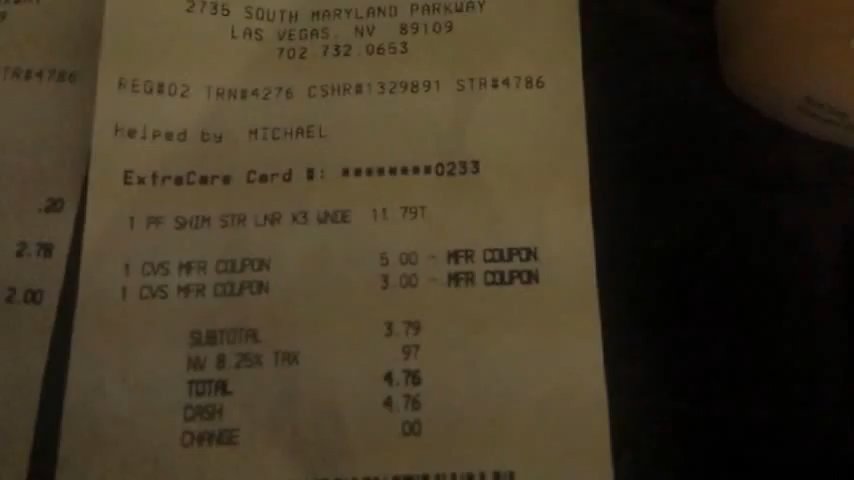 2735 SOUTH MARYLAND PARKWAY
LAS VEGAS, NV 89109
702.732.0653
REG#02 TRN#4276 CSHR#1329891 STR#4786
Helped by: MICHAEL
ExtraCare Card #: ********0233
1 PF SHIM STR LNR K3 WNDE 11.79T
1 CVS MFR COUPON 5.00 - MFR COUPON
1 CVS MFR COUPON 3.00 - MFR COUPON
SUBTOTAL 3.79
NV 8.25% TAX .97
TOTAL 4.76
CASH 4.76
CHANGE .00
TR#4786
.20
2.78
2.00